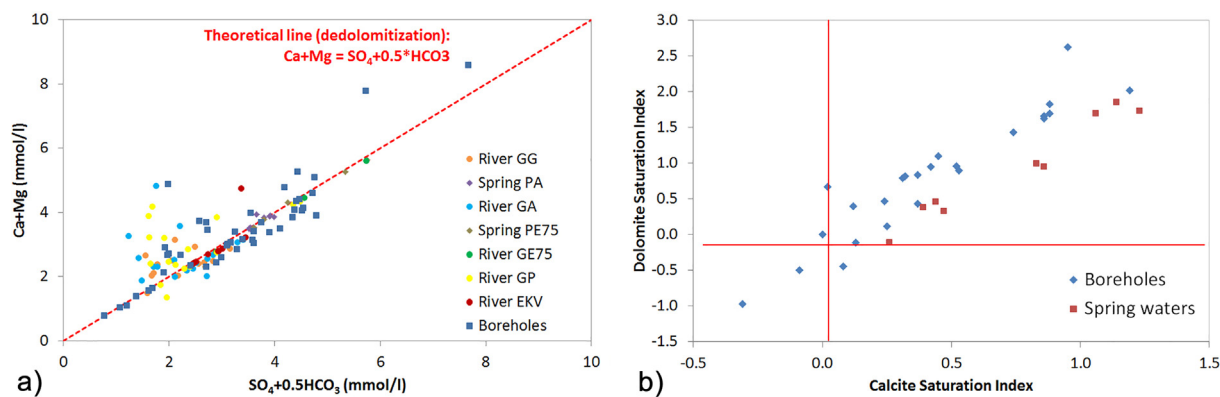 Theoretical line (dedolomitization):
Ca+Mg = SO₄+0.5*HCO3
Ca+Mg (mmol/l)
10
8
6
4
2
0
0 2 4 6 8 10
SO₄+0.5HCO₃ (mmol/l)
River GG
Spring PA
River GA
Spring PE75
River GE75
River GP
River EKV
Boreholes
a)
Dolomite Saturation Index
3.0
2.5
2.0
1.5
1.0
0.5
0.0
-0.5
-1.0
-1.5
-0.5 0.0 0.5 1.0 1.5
Calcite Saturation Index
Boreholes
Spring waters
b)